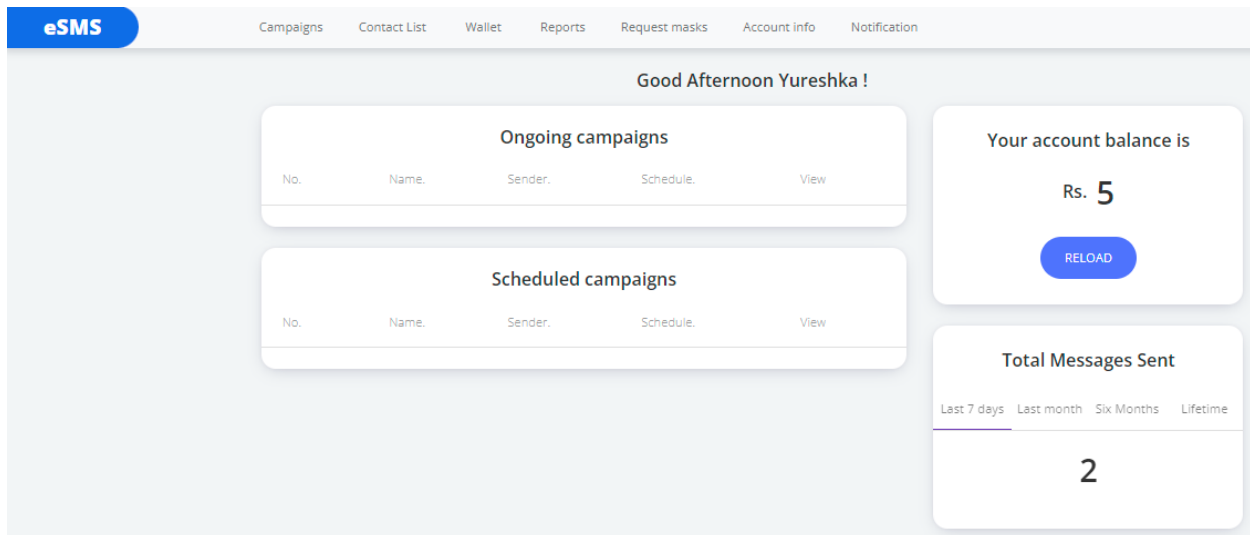 eSMS
Campaigns Contact List Wallet Reports Request masks Account info Notification
Good Afternoon Yureshka !
Ongoing campaigns
No. Name. Sender. Schedule. View
Scheduled campaigns
No. Name. Sender. Schedule. View
Your account balance is
Rs. 5
RELOAD
Total Messages Sent
Last 7 days Last month Six Months Lifetime
2